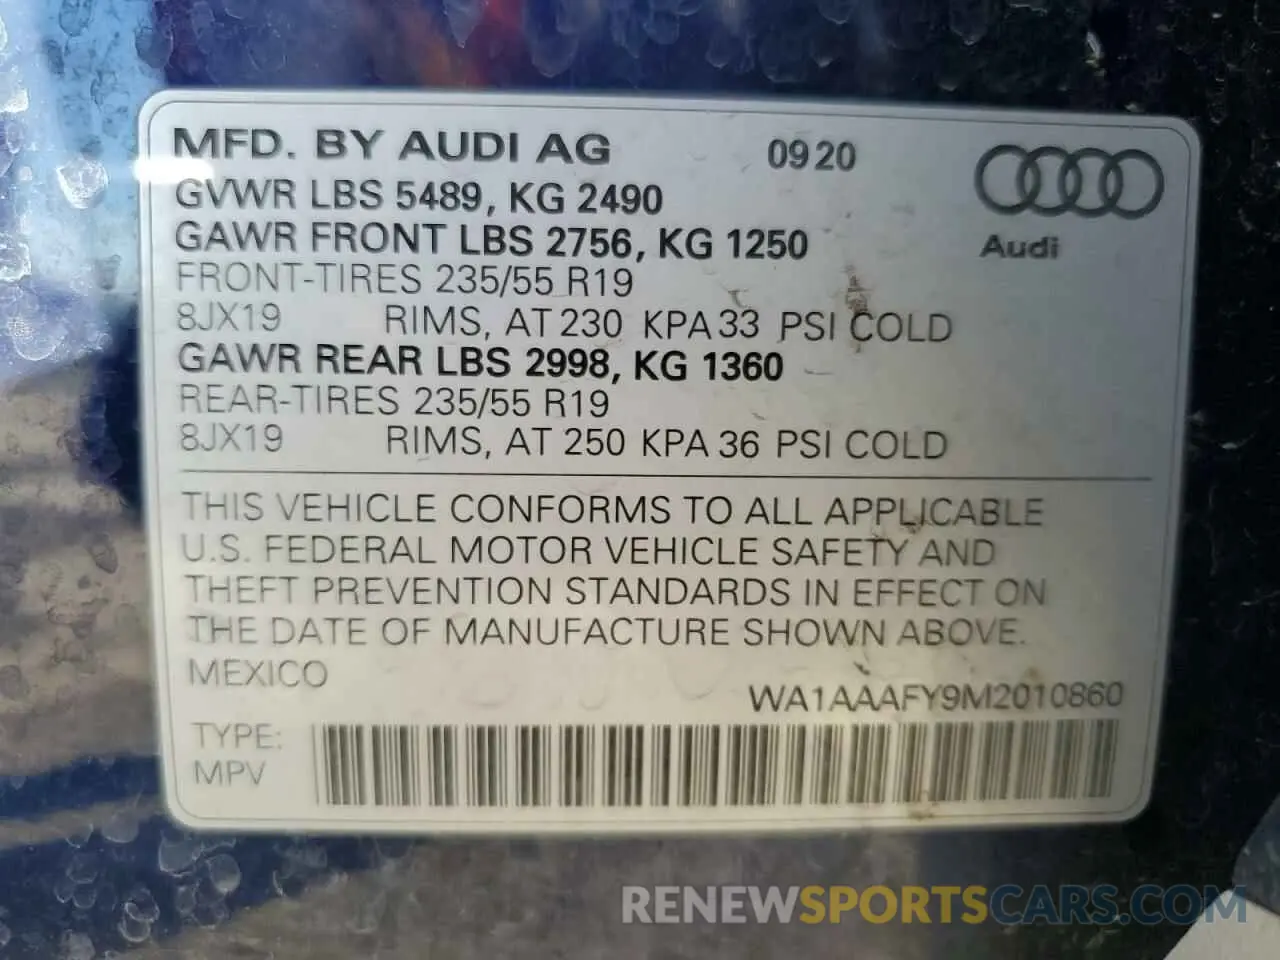 MFD. BY AUDI AG 0920
GVWR LBS 5489, KG 2490
GAWR FRONT LBS 2756, KG 1250
Audi
FRONT-TIRES 235/55 R19
8JX19 RIMS, AT 230 KPA 33 PSI COLD
GAWR REAR LBS 2998, KG 1360
REAR-TIRES 235/55 R19
8JX19 RIMS, AT 250 KPA 36 PSI COLD
THIS VEHICLE CONFORMS TO ALL APPLICABLE
U.S. FEDERAL MOTOR VEHICLE SAFETY AND
THEFT PREVENTION STANDARDS IN EFFECT ON
THE DATE OF MANUFACTURE SHOWN ABOVE.
MEXICO
WA1AAAFY9M2010860
TYPE:
MPV
RENEWSPORTSCARS.COM